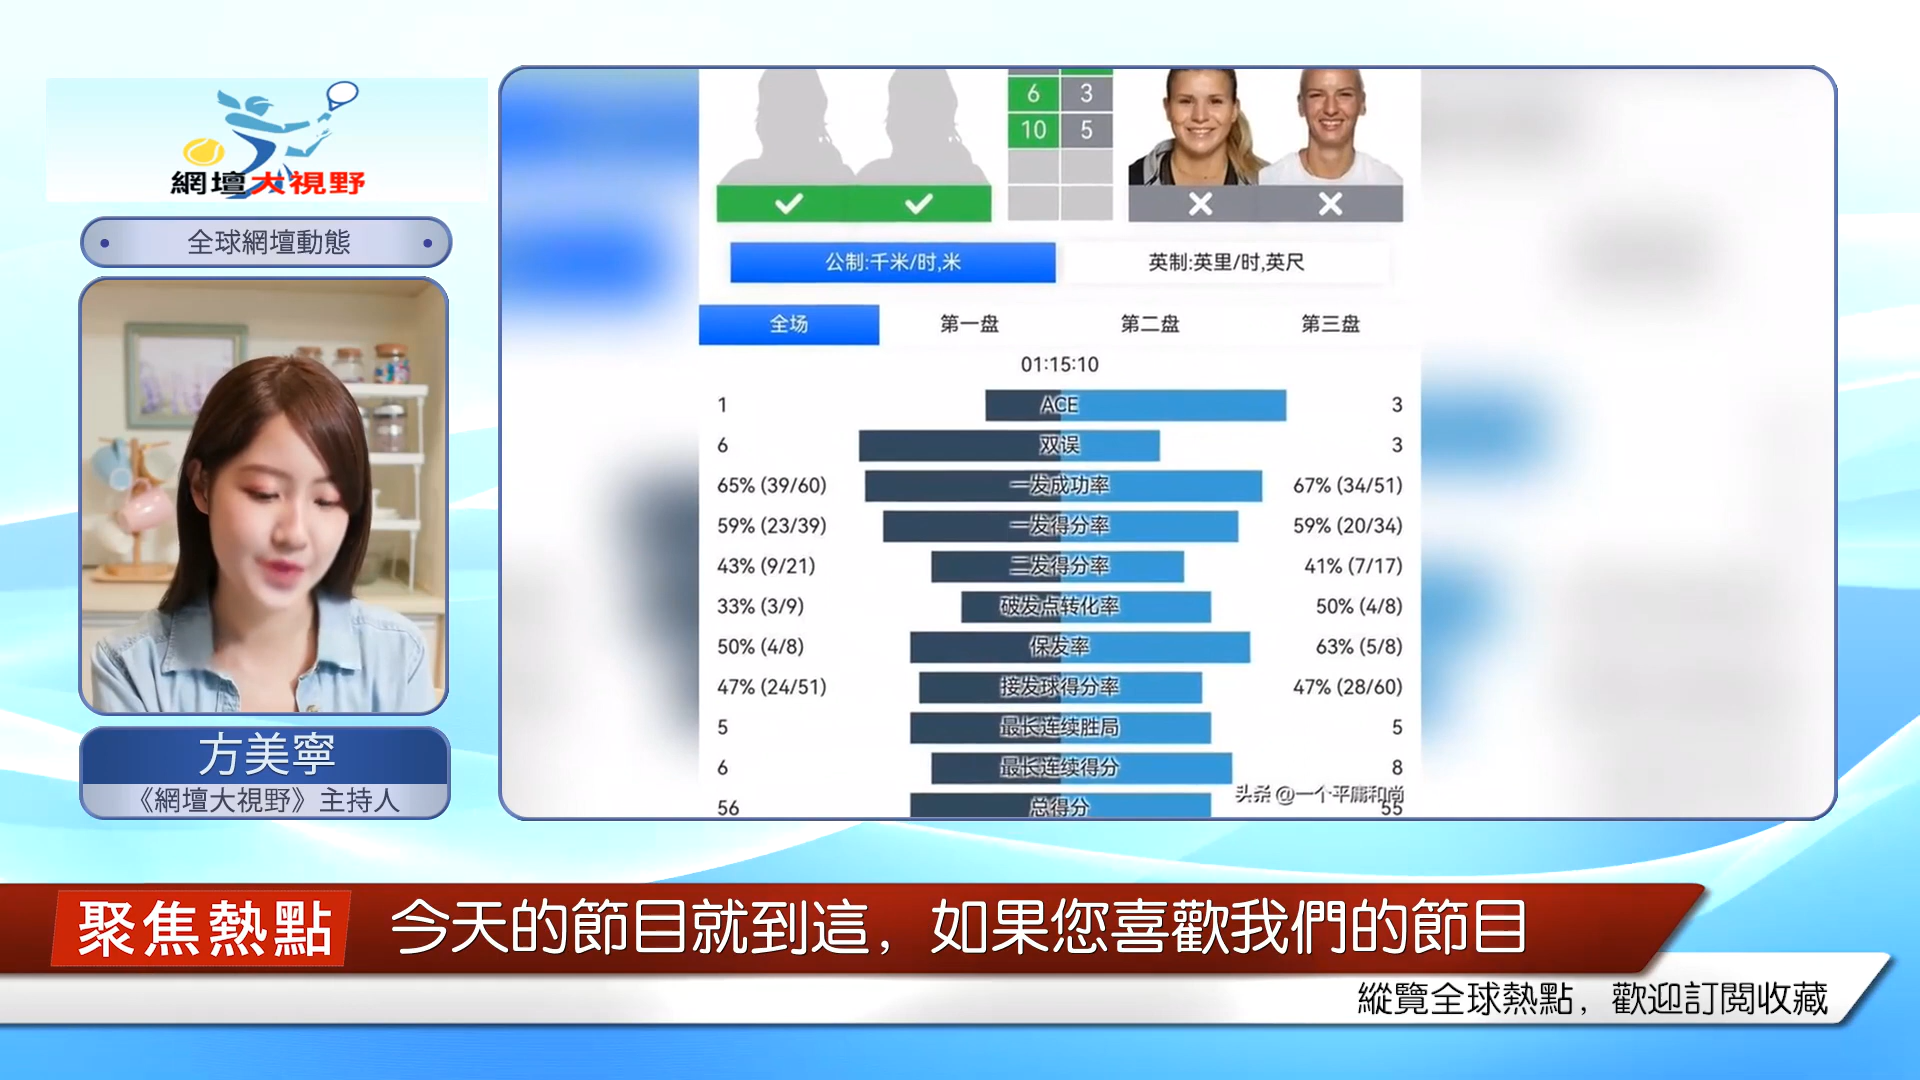 網壇大視野
全球網壇動態
方美寧
《網壇大視野》主持人
6 3
10 5
公制:千米/时,米 英制:英里/时,英尺
全场 第一盘 第二盘 第三盘
01:15:10
1 ACE 3
6 双误 3
65% (39/60) 一发成功率 67% (34/51)
59% (23/39) 一发得分率 59% (20/34)
43% (9/21) 二发得分率 41% (7/17)
33% (3/9) 破发点转化率 50% (4/8)
50% (4/8) 保发率 63% (5/8)
47% (24/51) 接发球得分率 47% (28/60)
5 最长连续胜局 5
6 最长连续得分 8
头条 @一个平庸和尚
56 总得分 55
聚焦熱點 今天的節目就到這，如果您喜歡我們的節目
縱覽全球熱點，歡迎訂閱收藏